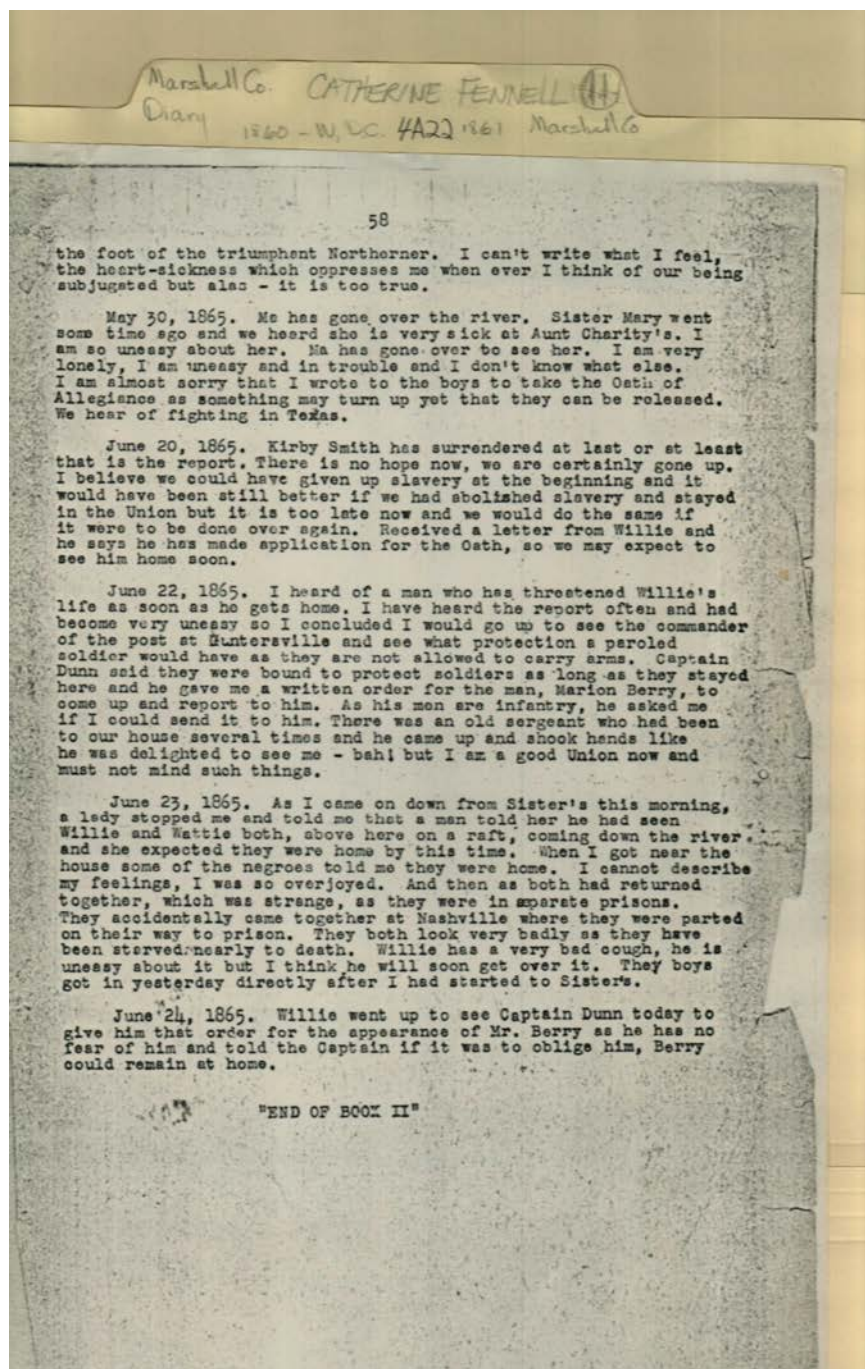 Marshall Co. CATHERINE FENNELL 11
Diary 1860 - W, D.C. 4A22 1861 Marshall Co
58
the foot of the triumphant Northerner. I can't write what I feel,
the heart-sickness which oppresses me when ever I think of our being
subjugated but alas - it is too true.
May 30, 1865. Ma has gone over the river. Sister Mary went
some time ago and we heard she is very sick at Aunt Charity's. I
am so uneasy about her. Ma has gone over to see her. I am very
lonely, I am uneasy and in trouble and I don't know what else.
I am almost sorry that I wrote to the boys to take the Oath of
Allegiance as something may turn up yet that they can be released.
We hear of fighting in Texas.
June 20, 1865. Kirby Smith has surrendered at last or at least
that is the report. There is no hope now, we are certainly gone up.
I believe we could have given up slavery at the beginning and it
would have been still better if we had abolished slavery and stayed
in the Union but it is too late now and we would do the same if
it were to be done over again. Received a letter from Willie and
he says he has made application for the Oath, so we may expect to
see him home soon.
June 22, 1865. I heard of a man who has threatened Willie's
life as soon as he gets home. I have heard the report often and had
become very uneasy so I concluded I would go up to see the commander
of the post at Guntersville and see what protection a paroled
soldier would have as they are not allowed to carry arms. Captain
Dunn said they were bound to protect soldiers as long as they stayed
here and he gave me a written order for the man, Marion Berry, to
come up and report to him. As his men are infantry, he asked me
if I could send it to him. There was an old sergeant who had been
to our house several times and he came up and shook hands like
he was delighted to see me - bah! but I am a good Union now and
must not mind such things.
June 23, 1865. As I came on down from Sister's this morning,
a lady stopped me and told me that a man told her he had seen
Willie and Wattie both, above here on a raft, coming down the river.
and she expected they were home by this time. When I got near the
house some of the negroes told me they were home. I cannot describe
my feelings, I was so overjoyed. And then as both had returned
together, which was strange, as they were in separate prisons.
They accidentally came together at Nashville where they were parted
on their way to prison. They both look very badly as they have
been starved nearly to death. Willie has a very bad cough, he is
uneasy about it but I think he will soon get over it. They boys
got in yesterday directly after I had started to Sister's.
June 24, 1865. Willie went up to see Captain Dunn today to
give him that order for the appearance of Mr. Berry as he has no
fear of him and told the Captain if it was to oblige him, Berry
could remain at home.
"END OF BOOK II"